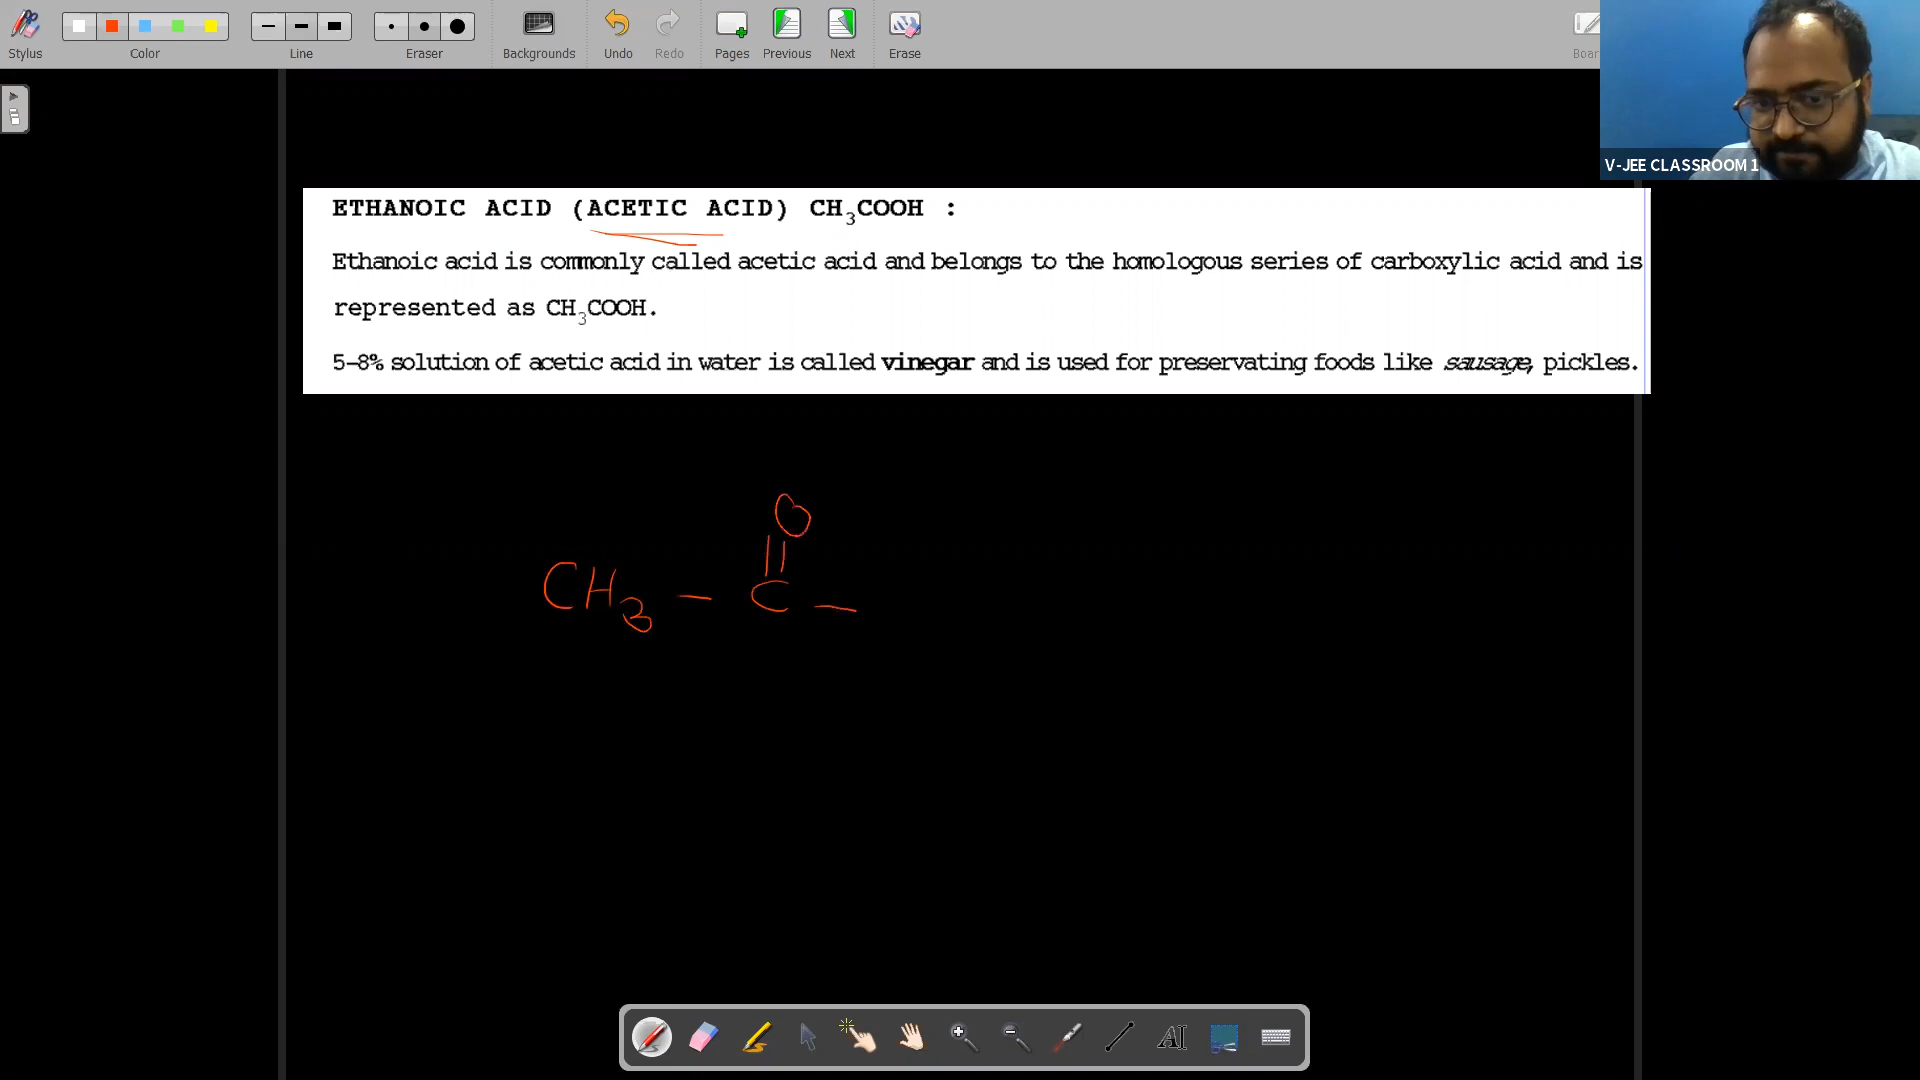 Stylus
Color
Line
Eraser
Backgrounds
Undo
Redo
Pages
Previous
Next
Erase
V-JEE CLASSROOM 1
ETHANOIC ACID (ACETIC ACID) CH₃COOH :
Ethanoic acid is commonly called acetic acid and belongs to the homologous series of carboxylic acid and is
represented as CH₃COOH.
5–8% solution of acetic acid in water is called vinegar and is used for preservating foods like sausage, pickles.
O
||
CH₃ – C –
AI